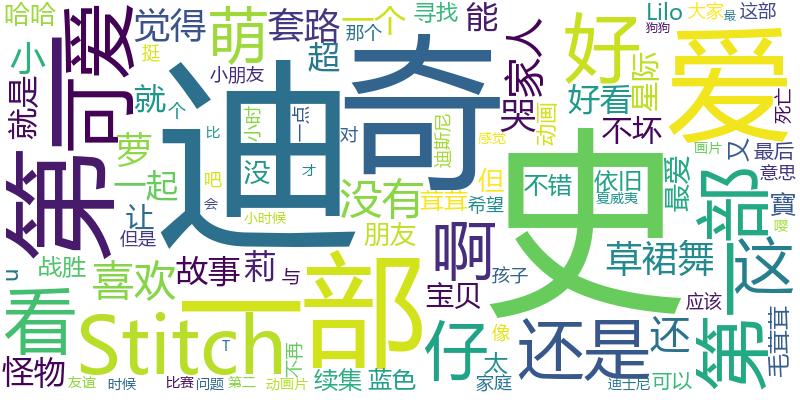 哈哈
觉得
萌
套路
一个
寻找
能
Lilo
大家
这部
挺
那个
最
狗狗
可爱
小
小朋友
超
哭
家人
好
星际
爱
就是
就
个
迪奇
小时
一点
对
迪斯尼
动画
好看
不坏
死亡
第一
萝
比
史
感觉
画片
又
最后
一起
没
没有
茸茸
但
不错
依旧
最爱
部
意思
让
吧
会
才
小时候
希望
夏威夷
寶
但是
朋友
啊
嘤
u
战胜
喜欢
故事
莉
与
孩子
草裙舞
这
宝贝
应该
看
Stitch
一部
仔
像
还是
还
第一
毛茸茸
怪物
T
不再
太
友谊
时候
比赛
问题
第二
动画片
续集
蓝色
家庭
迪士尼
可以